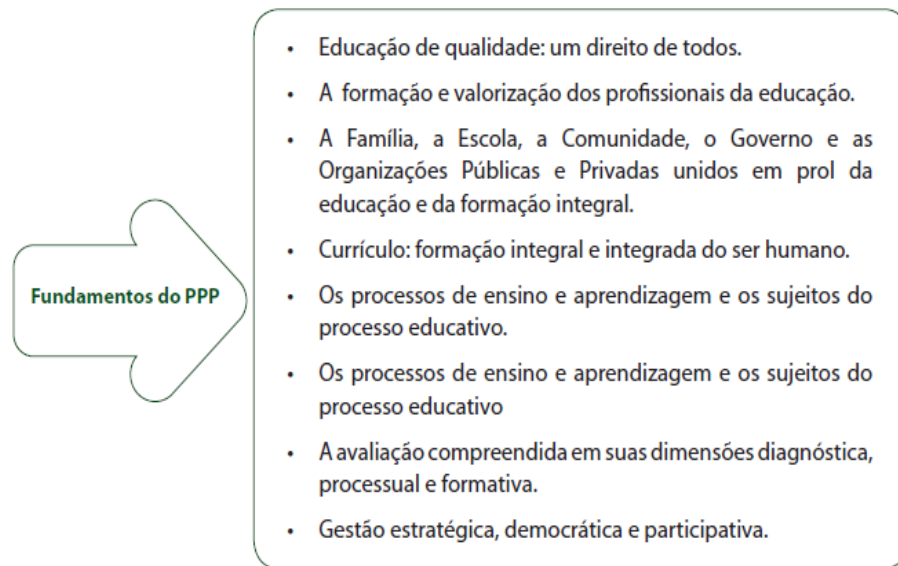 Fundamentos do PPP
• Educação de qualidade: um direito de todos.
• A formação e valorização dos profissionais da educação.
• A Família, a Escola, a Comunidade, o Governo e as
Organizações Públicas e Privadas unidos em prol da
educação e da formação integral.
• Currículo: formação integral e integrada do ser humano.
• Os processos de ensino e aprendizagem e os sujeitos do
processo educativo.
• Os processos de ensino e aprendizagem e os sujeitos do
processo educativo
• A avaliação compreendida em suas dimensões diagnóstica,
processual e formativa.
• Gestão estratégica, democrática e participativa.